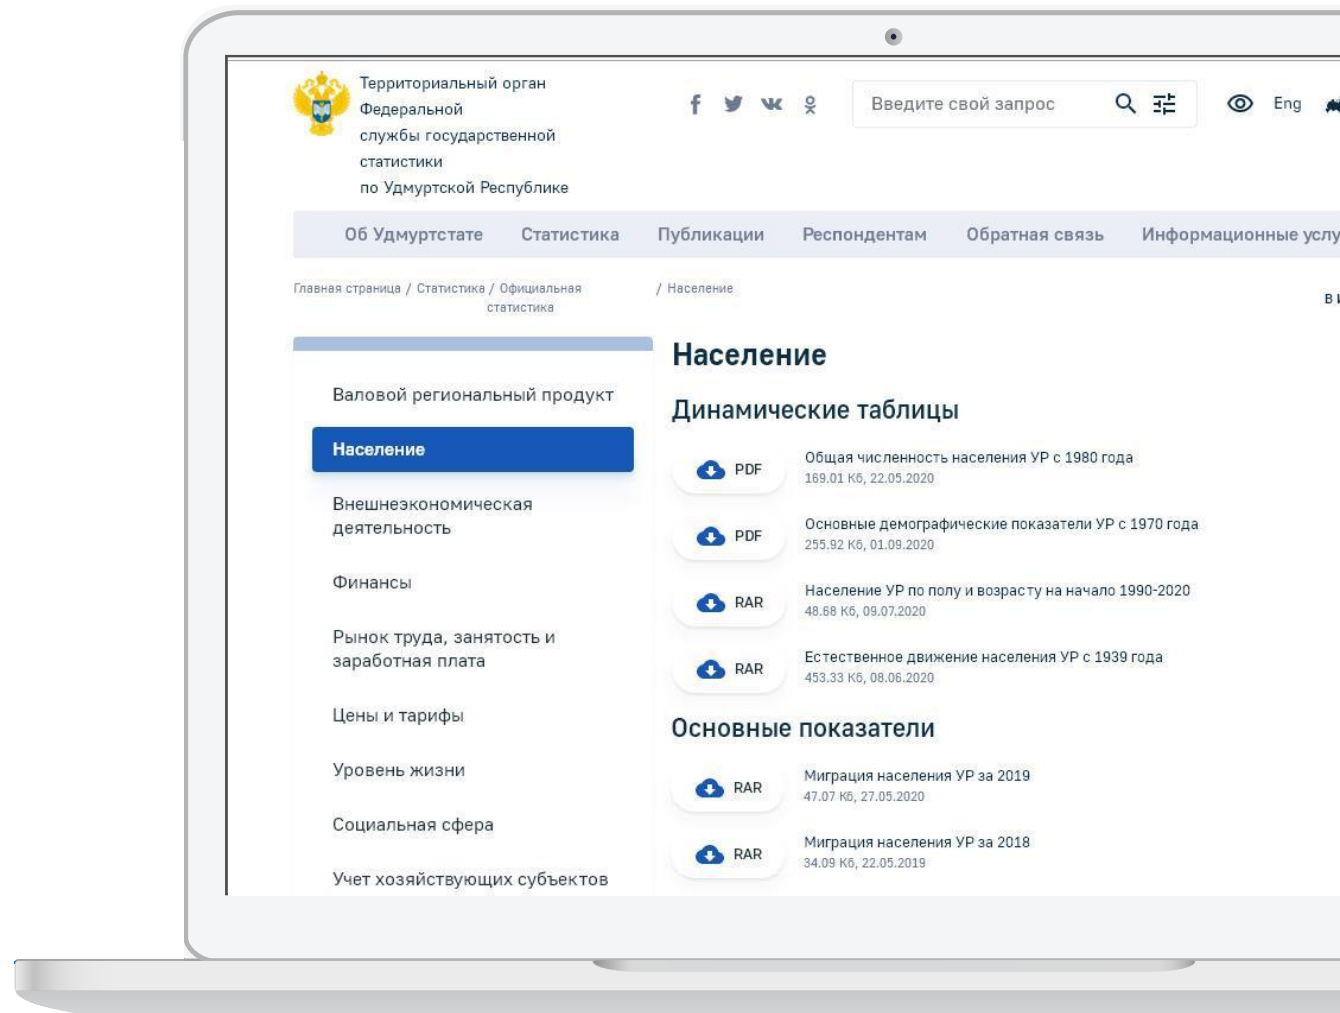 Территориальный орган
Федеральной
службы государственной
статистики
по Удмуртской Республике
Введите свой запрос
Eng
Об Удмуртстате Статистика Публикации Респондентам Обратная связь Информационные услу
Главная страница / Статистика / Официальная статистика / Население
в и
Валовой региональный продукт
Население
Внешнеэкономическая
деятельность
Финансы
Рынок труда, занятость и
заработная плата
Цены и тарифы
Уровень жизни
Социальная сфера
Учет хозяйствующих субъектов
Население
Динамические таблицы
PDF
Общая численность населения УР с 1980 года
169.01 Кб, 22.05.2020
PDF
Основные демографические показатели УР с 1970 года
255.92 Кб, 01.09.2020
RAR
Население УР по полу и возрасту на начало 1990-2020
48.68 Кб, 09.07.2020
RAR
Естественное движение населения УР с 1939 года
453.33 Кб, 08.06.2020
Основные показатели
RAR
Миграция населения УР за 2019
47.07 Кб, 27.05.2020
RAR
Миграция населения УР за 2018
34.09 Кб, 22.05.2019